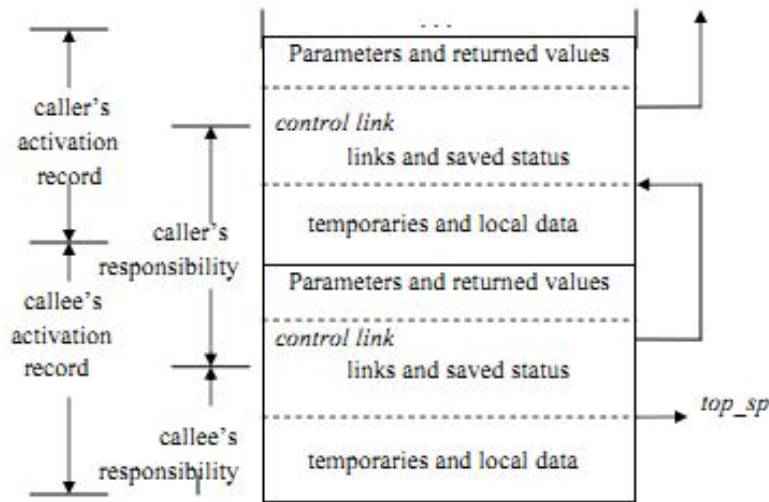 . . .
Parameters and returned values
caller's
activation
record
control link
links and saved status
temporaries and local data
caller's
responsibility
Parameters and returned values
callee's
activation
record
control link
links and saved status
top_sp
callee's
responsibility
temporaries and local data